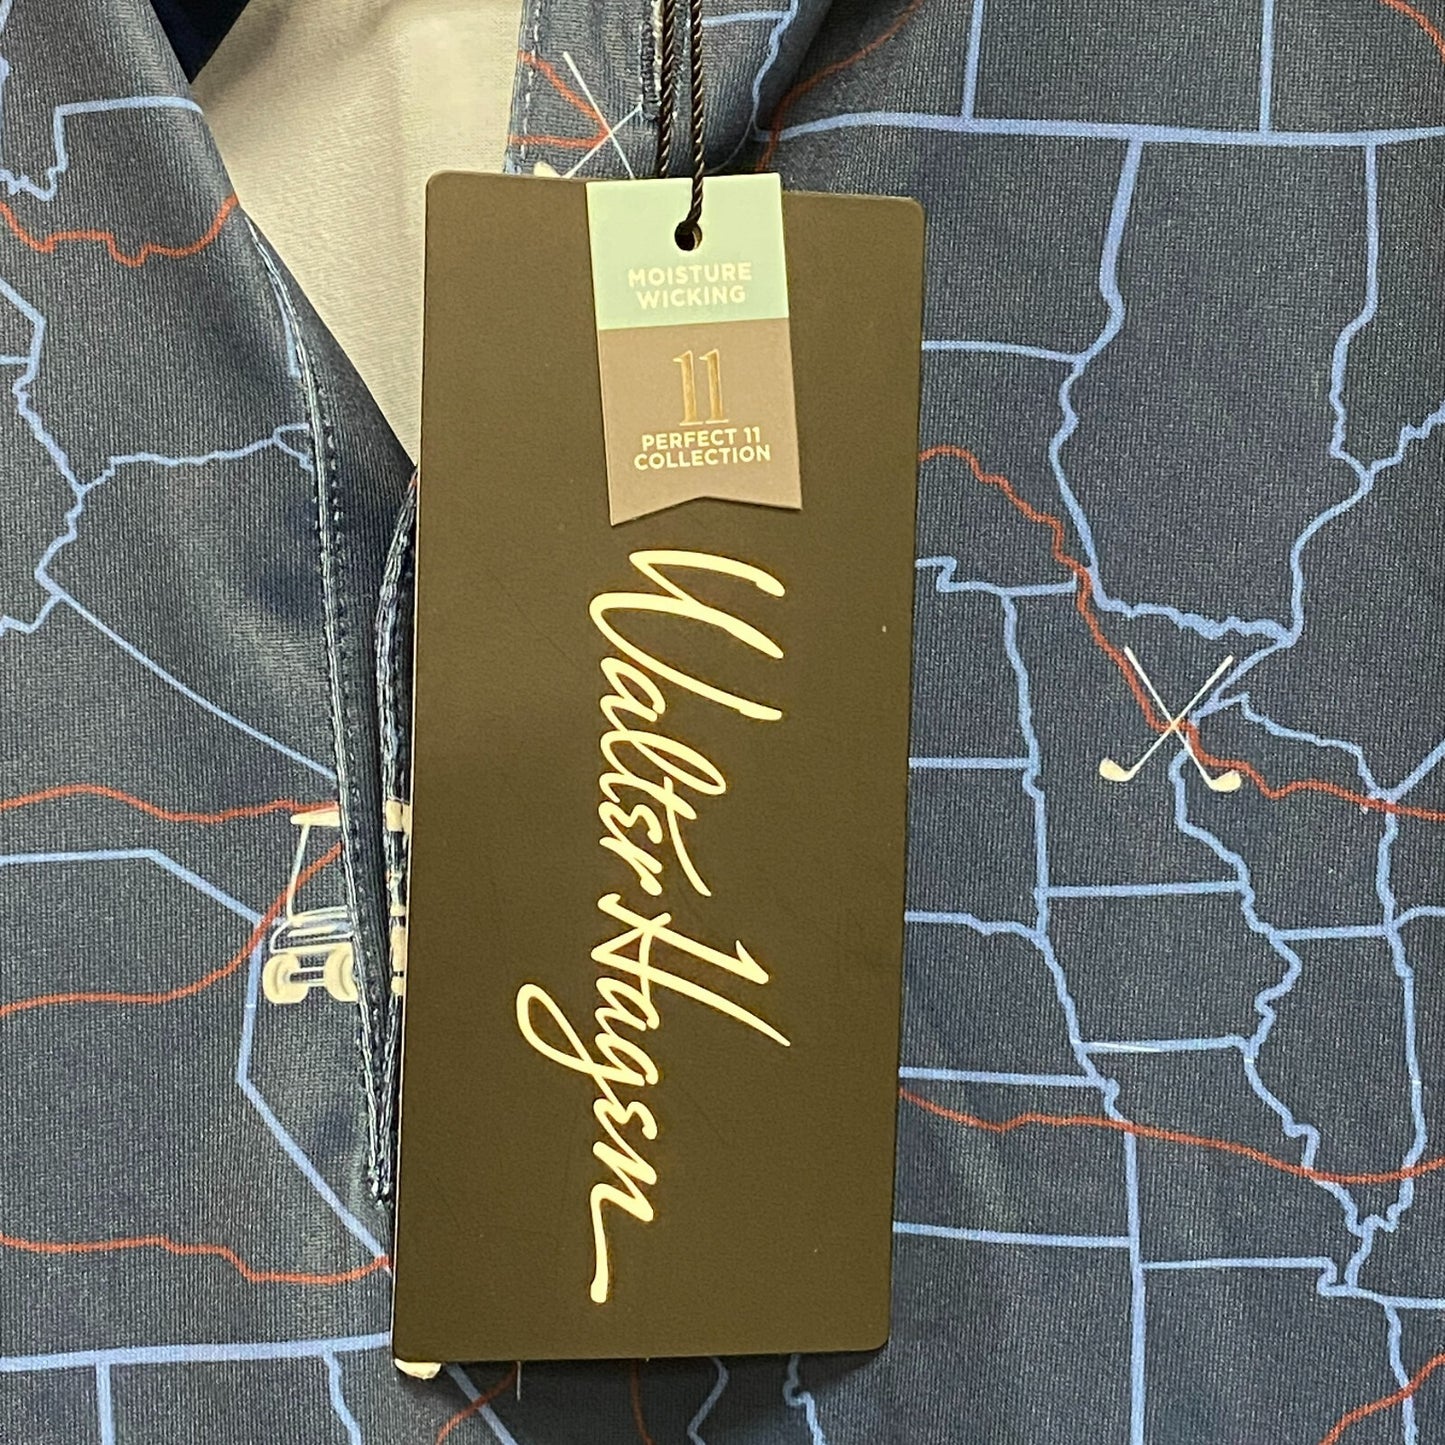 MOISTURE
WICKING
11
PERFECT 11
COLLECTION
Walter Hagen